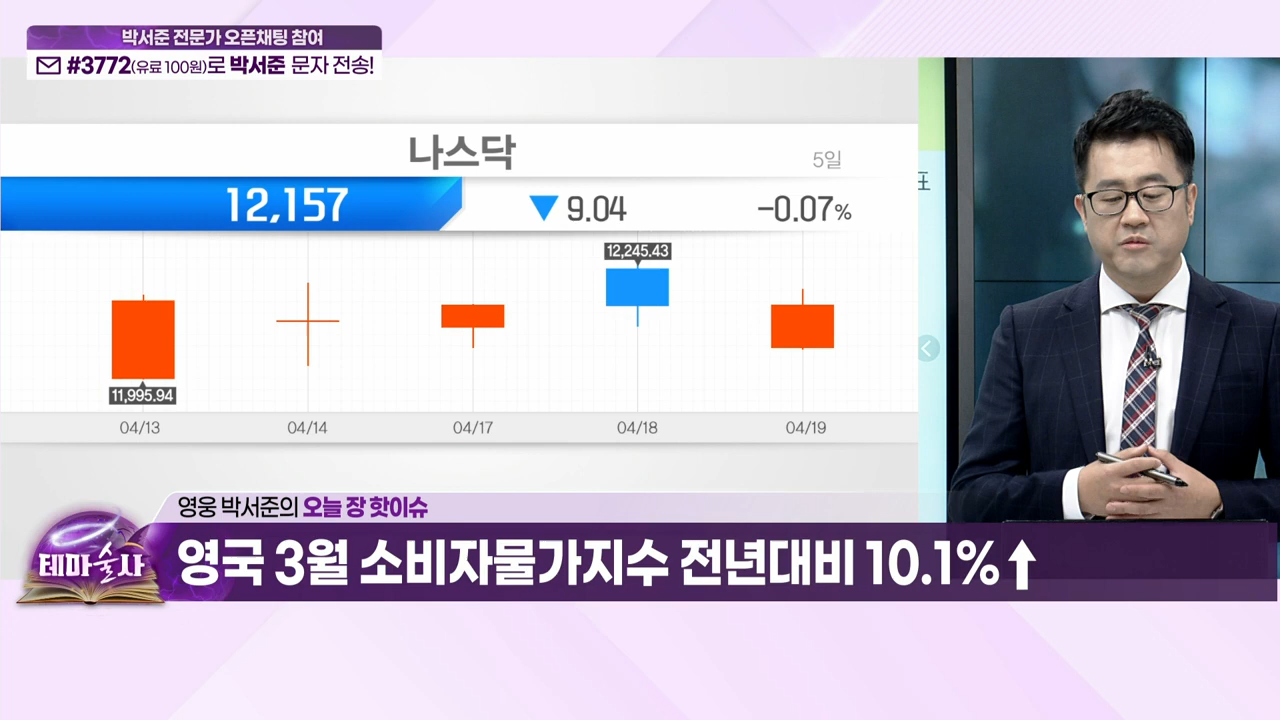 박서준 전문가 오픈채팅 참여
#3772(유료 100원)로 박서준 문자 전송!
나스닥
5일
12,157 ▼ 9.04 -0.07%
표
12,245.43
11,995.94
04/13 04/14 04/17 04/18 04/19
영웅 박서준의 오늘 장 핫이슈
테마술사
영국 3월 소비자물가지수 전년대비 10.1%↑